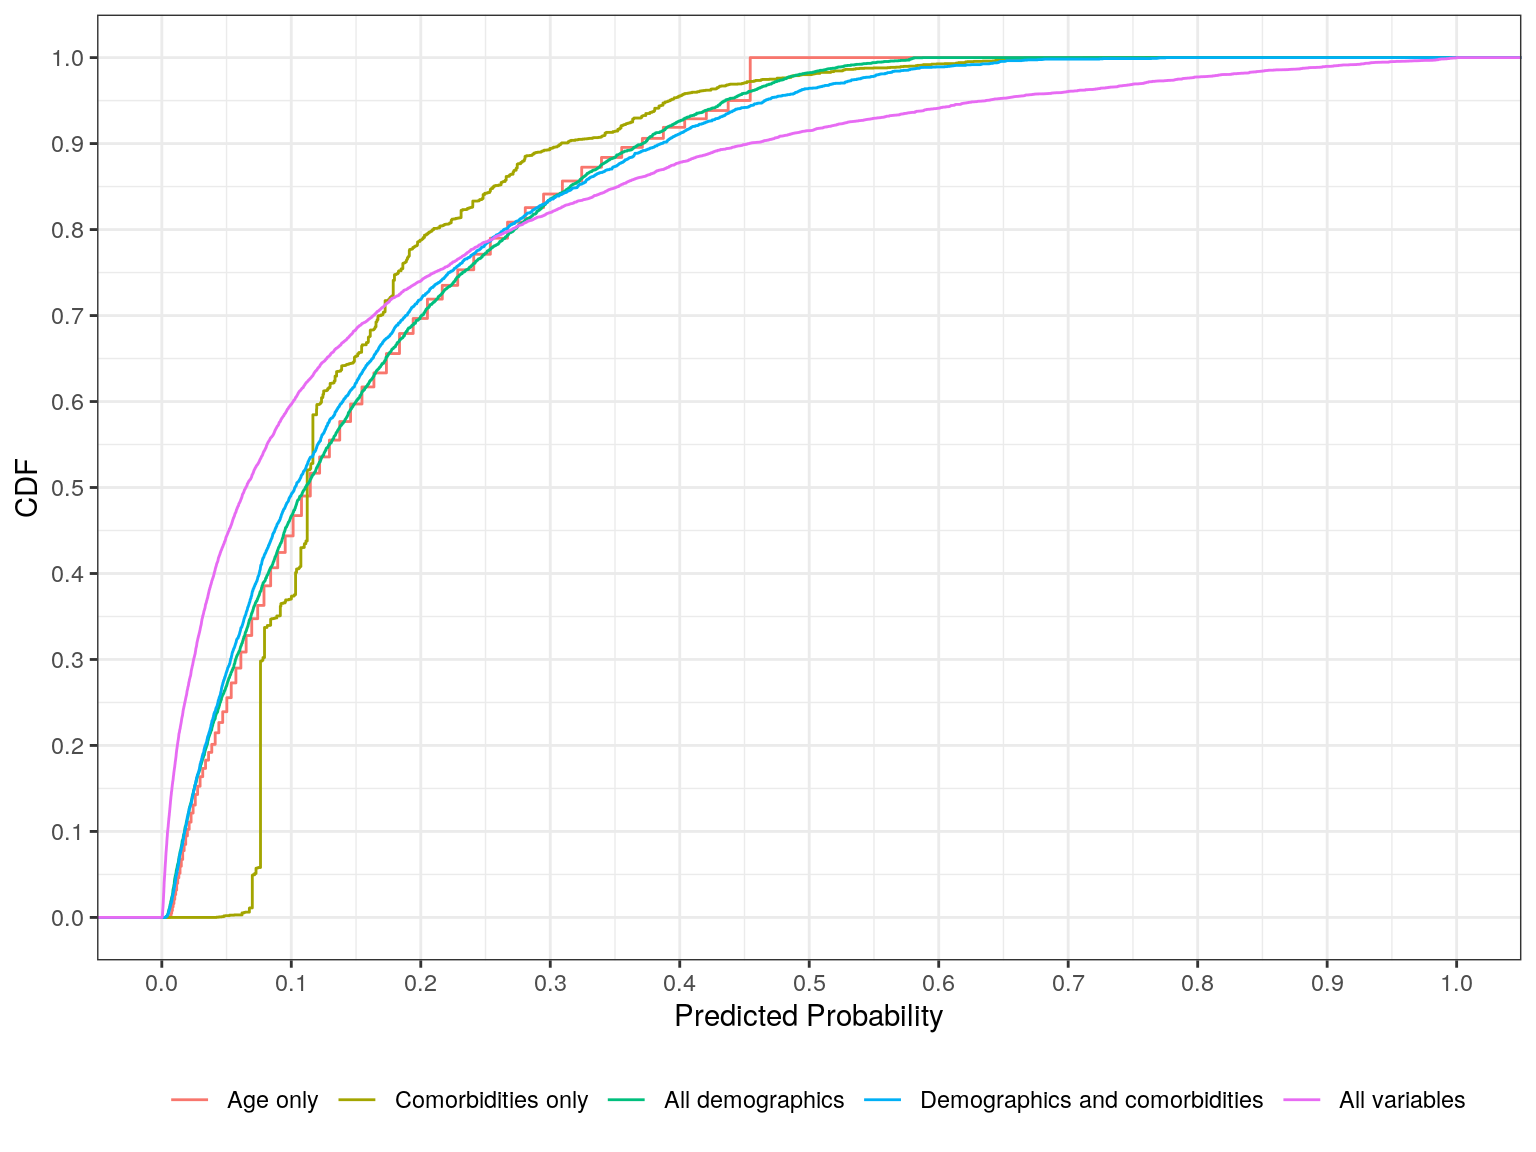 1.0
0.9
0.8
0.7
0.6
0.5
0.4
0.3
0.2
0.1
0.0
CDF
0.0 0.1 0.2 0.3 0.4 0.5 0.6 0.7 0.8 0.9 1.0
Predicted Probability
Age only Comorbidities only All demographics Demographics and comorbidities All variables